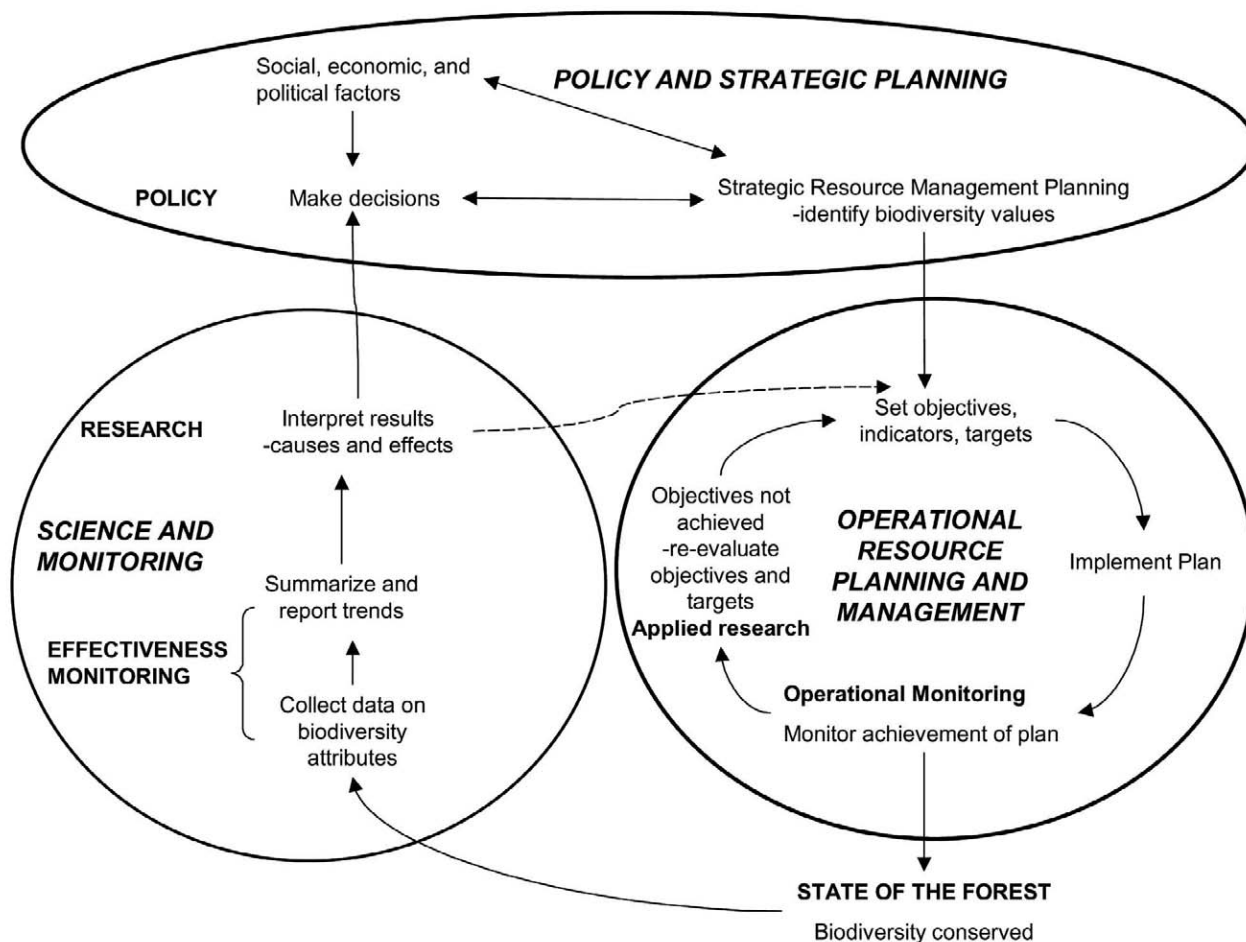 Social, economic, and
political factors
POLICY AND STRATEGIC PLANNING
POLICY
Make decisions
Strategic Resource Management Planning
-identify biodiversity values
RESEARCH
Interpret results
-causes and effects
SCIENCE AND
MONITORING
Summarize and
report trends
EFFECTIVENESS
MONITORING
Collect data on
biodiversity
attributes
Set objectives,
indicators, targets
Objectives not
achieved
-re-evaluate
objectives and
targets
Applied research
OPERATIONAL
RESOURCE
PLANNING AND
MANAGEMENT
Implement Plan
Operational Monitoring
Monitor achievement of plan
STATE OF THE FOREST
Biodiversity conserved